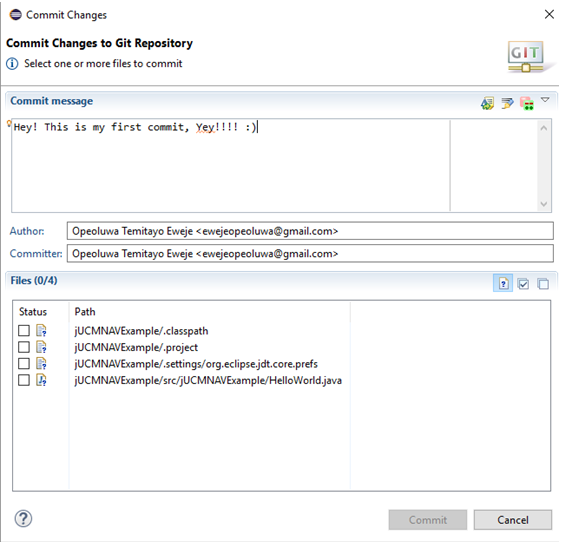 Commit Changes
Commit Changes to Git Repository
Select one or more files to commit
GIT
Commit message
Hey! This is my first commit, Yey!!!! :)
Author: Opeoluwa Temitayo Eweje <ewejeopeoluwa@gmail.com>
Committer: Opeoluwa Temitayo Eweje <ewejeopeoluwa@gmail.com>
Files (0/4)
Status Path
jUCMNAVExample/.classpath
jUCMNAVExample/.project
jUCMNAVExample/.settings/org.eclipse.jdt.core.prefs
jUCMNAVExample/src/jUCMNAVExample/HelloWorld.java
Commit Cancel